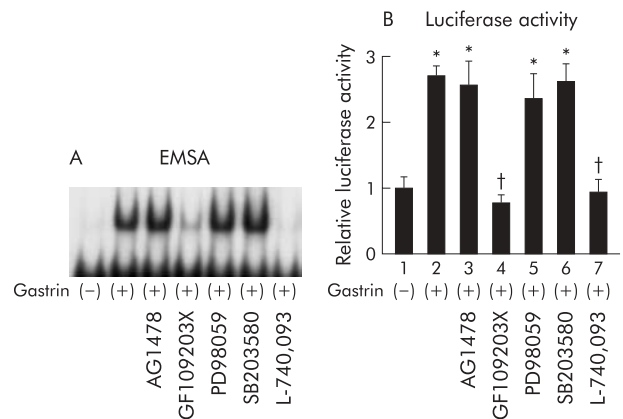 A EMSA
Gastrin (−) (+) (+) (+) (+) (+) (+)
AG1478
GF109203X
PD98059
SB203580
L-740,093
B Luciferase activity
Relative luciferase activity
3
2
1
0
* * † * * †
1 2 3 4 5 6 7
Gastrin (−) (+) (+) (+) (+) (+) (+)
AG1478
GF109203X
PD98059
SB203580
L-740,093